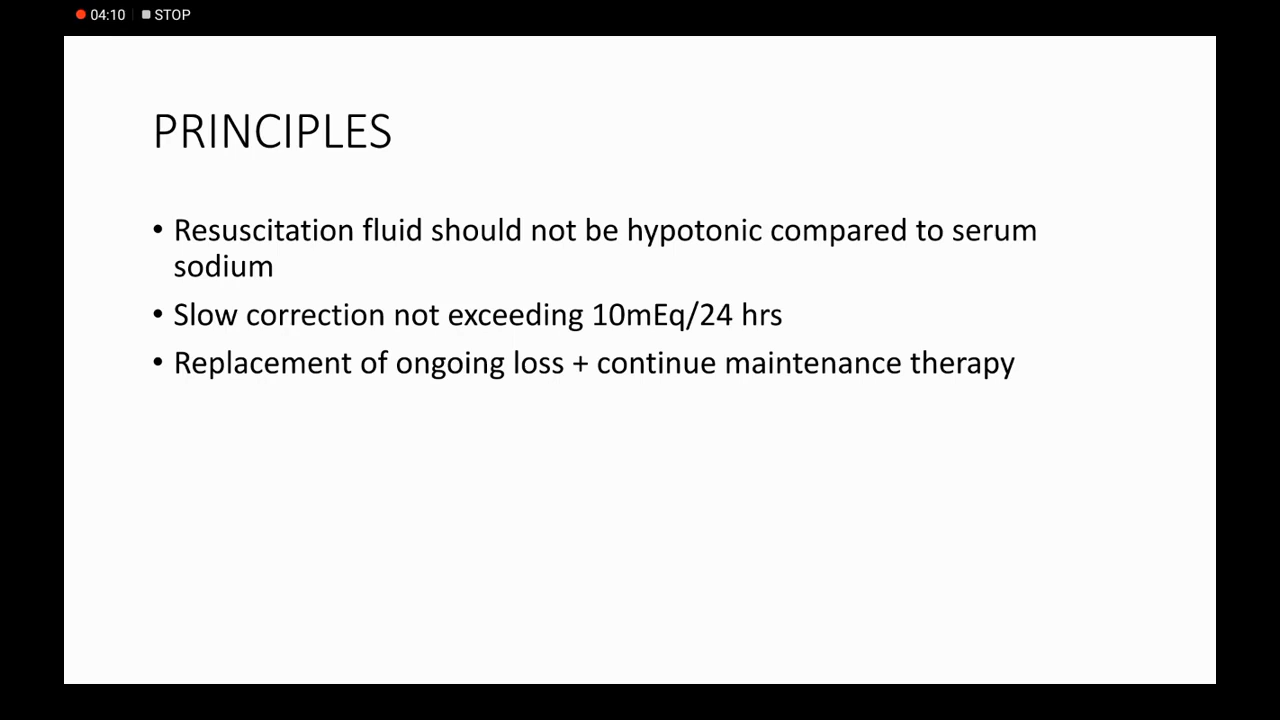 04:10 STOP
PRINCIPLES
• Resuscitation fluid should not be hypotonic compared to serum
sodium
• Slow correction not exceeding 10mEq/24 hrs
• Replacement of ongoing loss + continue maintenance therapy